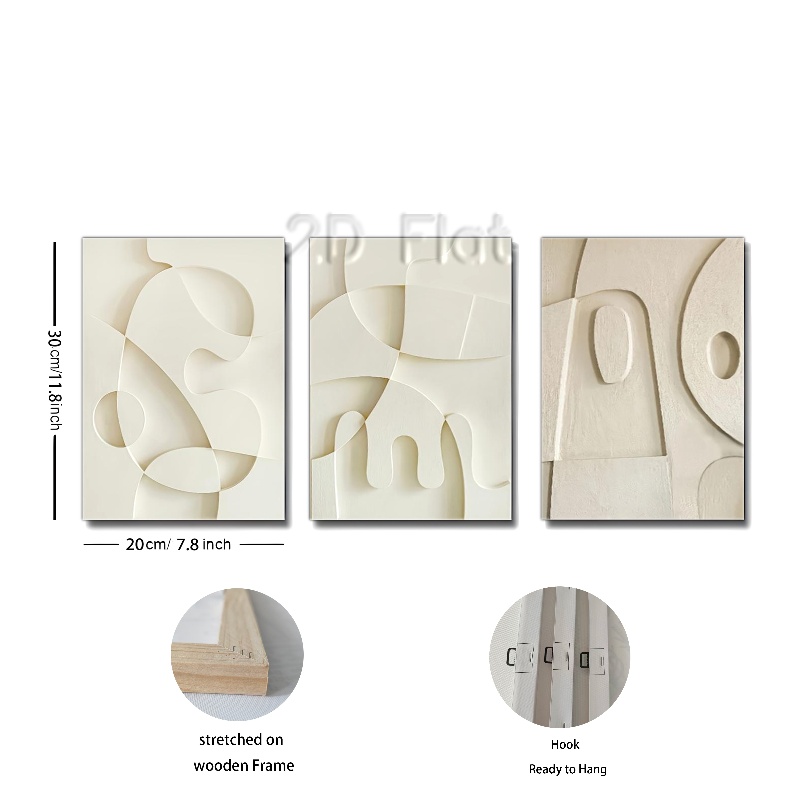 2D Flat
30cm/11.8inch
20cm/ 7.8 inch
stretched on
wooden Frame
Hook
Ready to Hang